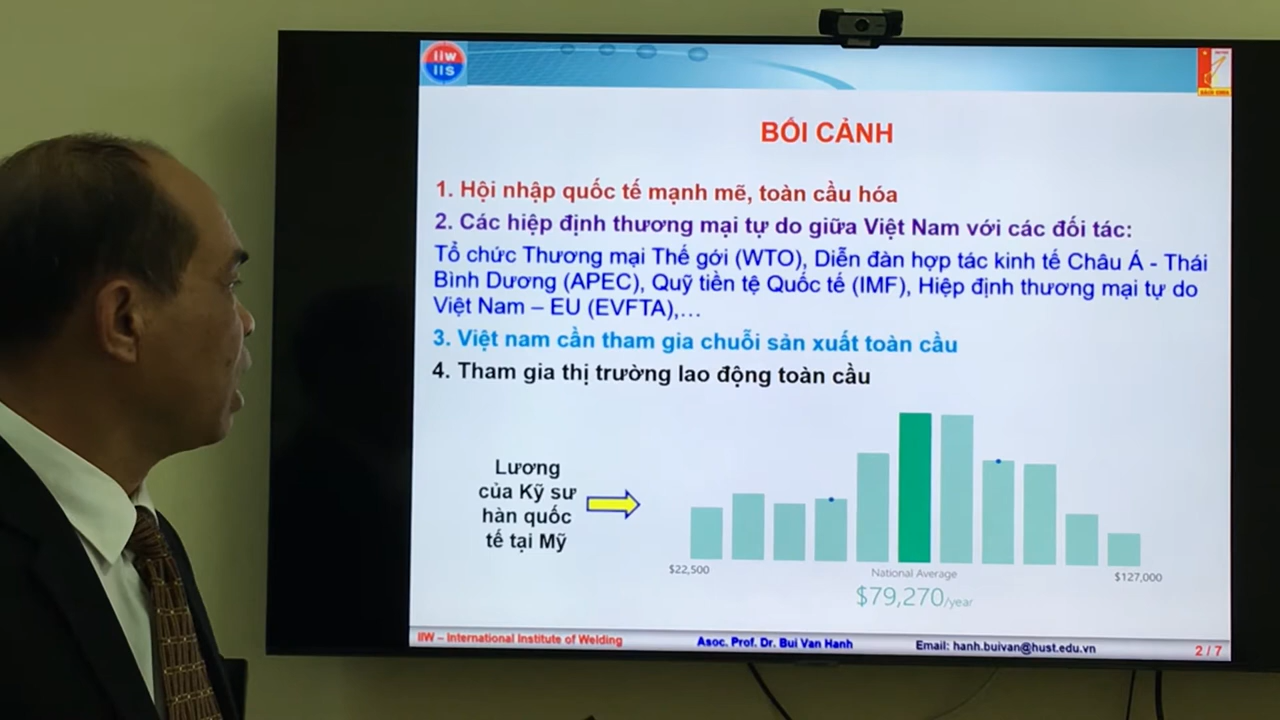 IIW
IIS
BỐI CẢNH
1. Hội nhập quốc tế mạnh mẽ, toàn cầu hóa
2. Các hiệp định thương mại tự do giữa Việt Nam với các đối tác:
Tổ chức Thương mại Thế gới (WTO), Diễn đàn hợp tác kinh tế Châu Á - Thái
Bình Dương (APEC), Quỹ tiền tệ Quốc tế (IMF), Hiệp định thương mại tự do
Việt Nam – EU (EVFTA),...
3. Việt nam cần tham gia chuỗi sản xuất toàn cầu
4. Tham gia thị trường lao động toàn cầu
Lương
của Kỹ sư
hàn quốc
tế tại Mỹ
$22,500
National Average
$127,000
$79,270/year
IIW – International Institute of Welding
Asoc. Prof. Dr. Bui Van Hanh
Email: hanh.buivan@hust.edu.vn
2 / 7